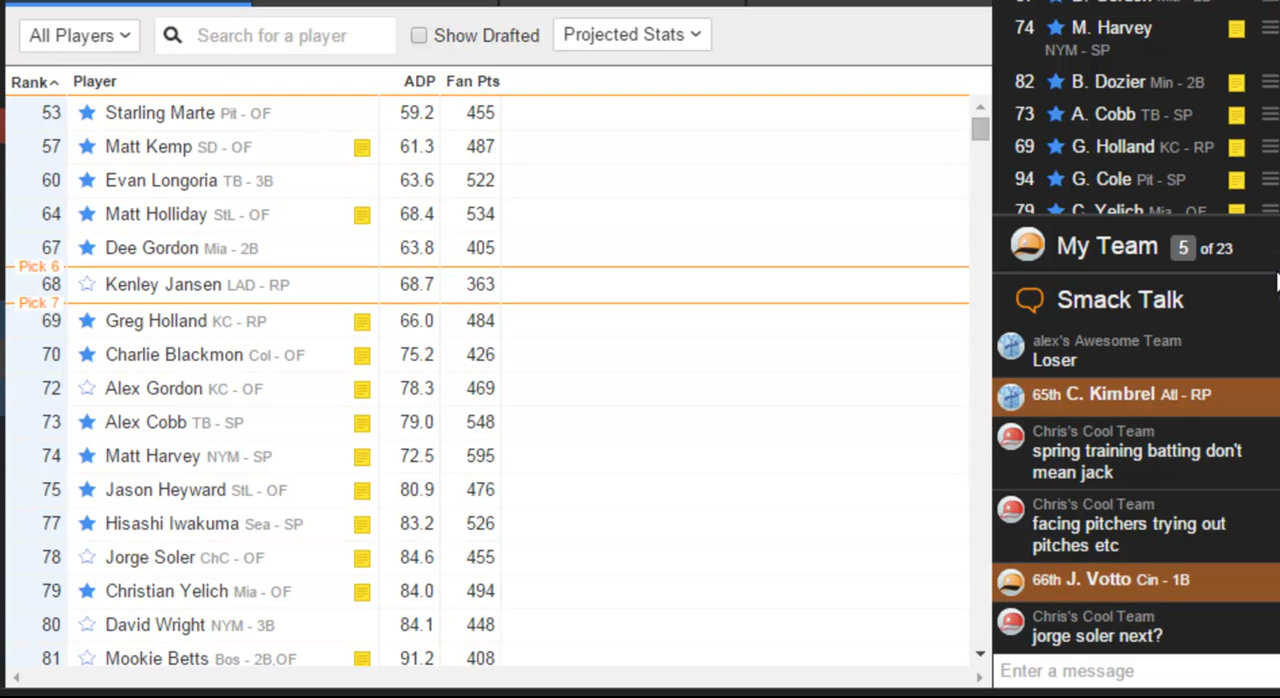 All Players
Search for a player
Show Drafted
Projected Stats
Rank Player ADP Fan Pts
53 Starling Marte Pit - OF 59.2 455
57 Matt Kemp SD - OF 61.3 487
60 Evan Longoria TB - 3B 63.6 522
64 Matt Holliday StL - OF 68.4 534
67 Dee Gordon Mia - 2B 63.8 405
Pick 6
68 Kenley Jansen LAD - RP 68.7 363
Pick 7
69 Greg Holland KC - RP 66.0 484
70 Charlie Blackmon Col - OF 75.2 426
72 Alex Gordon KC - OF 78.3 469
73 Alex Cobb TB - SP 79.0 548
74 Matt Harvey NYM - SP 72.5 595
75 Jason Heyward StL - OF 80.9 476
77 Hisashi Iwakuma Sea - SP 83.2 526
78 Jorge Soler ChC - OF 84.6 455
79 Christian Yelich Mia - OF 84.0 494
80 David Wright NYM - 3B 84.1 448
81 Mookie Betts Bos - 2B,OF 91.2 408
74 M. Harvey
NYM - SP
82 B. Dozier Min - 2B
73 A. Cobb TB - SP
69 G. Holland KC - RP
94 G. Cole Pit - SP
79 C. Yelich Mia - OF
My Team 5 of 23
Smack Talk
alex's Awesome Team
Loser
65th C. Kimbrel Atl - RP
Chris's Cool Team
spring training batting don't
mean jack
Chris's Cool Team
facing pitchers trying out
pitches etc
66th J. Votto Cin - 1B
Chris's Cool Team
jorge soler next?
Enter a message